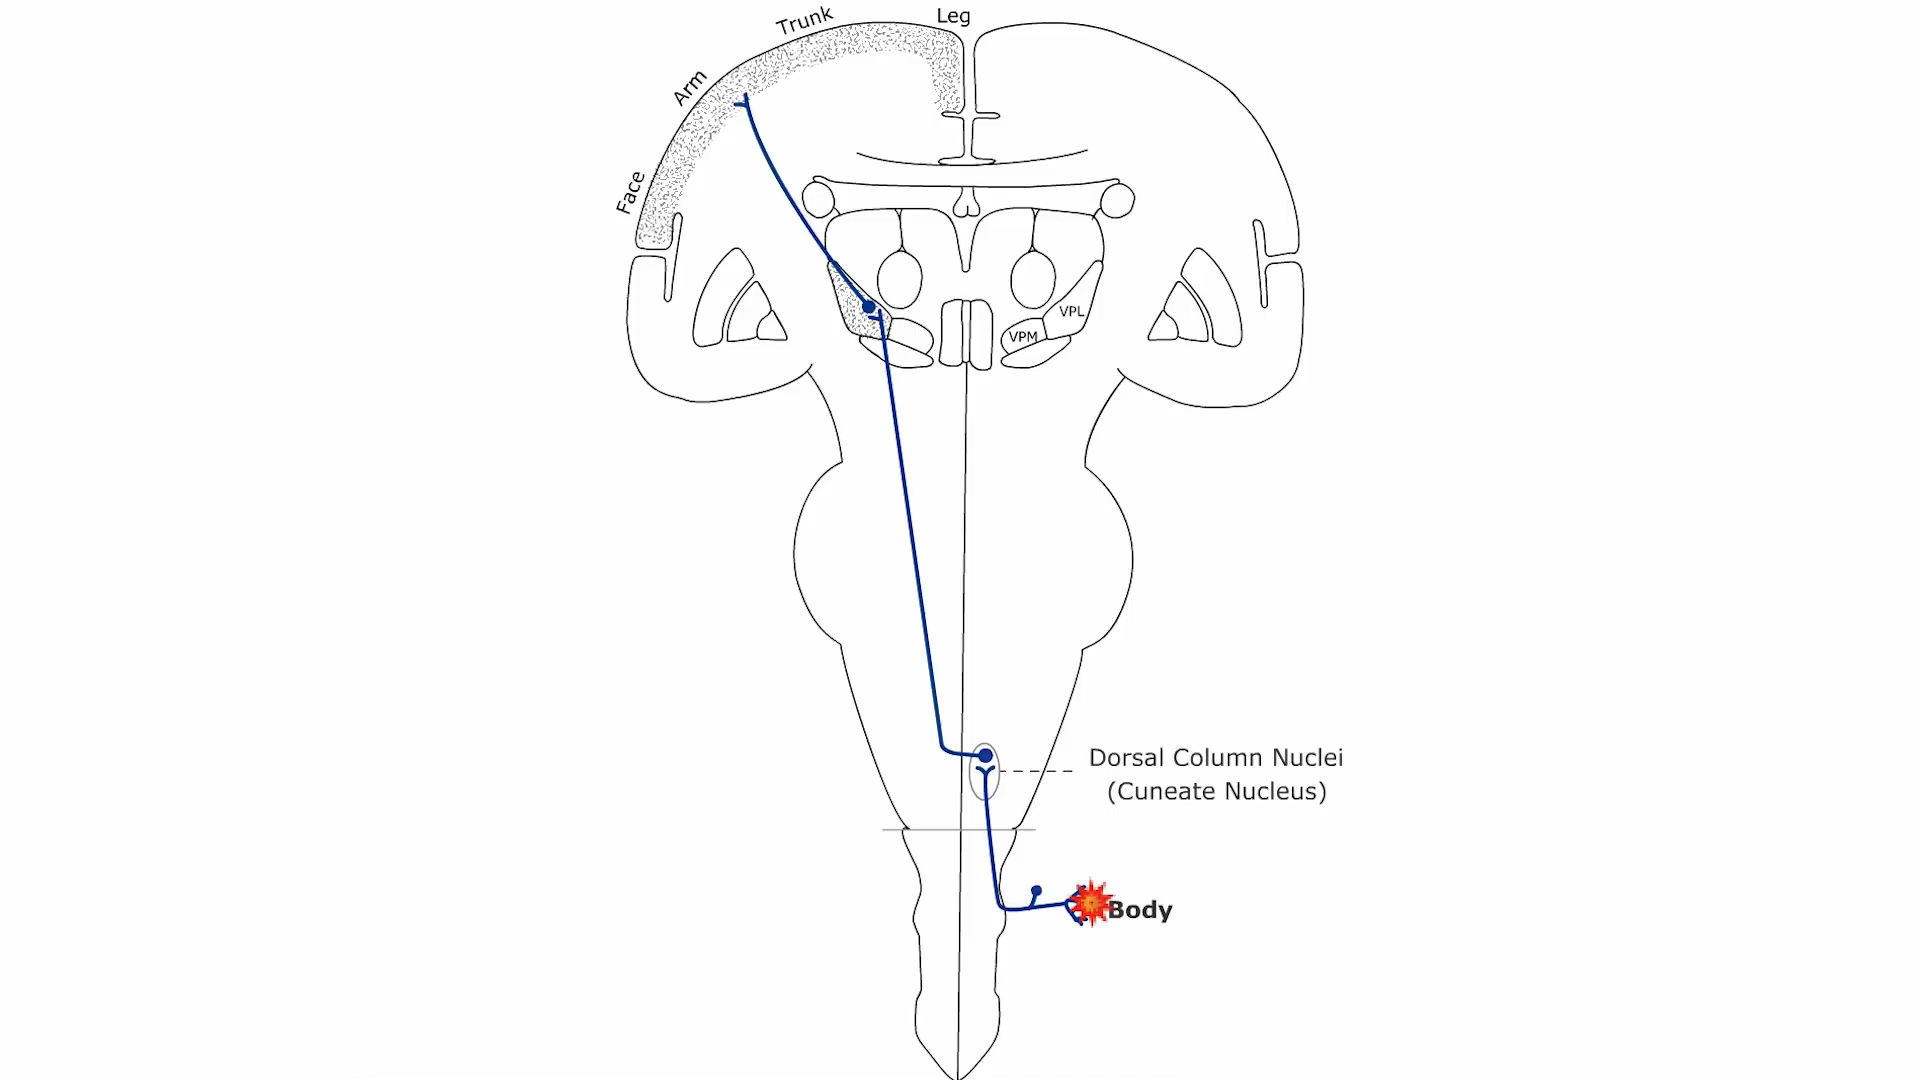 Leg
Trunk
Arm
Face
VPL
VPM
Dorsal Column Nuclei
(Cuneate Nucleus)
Body